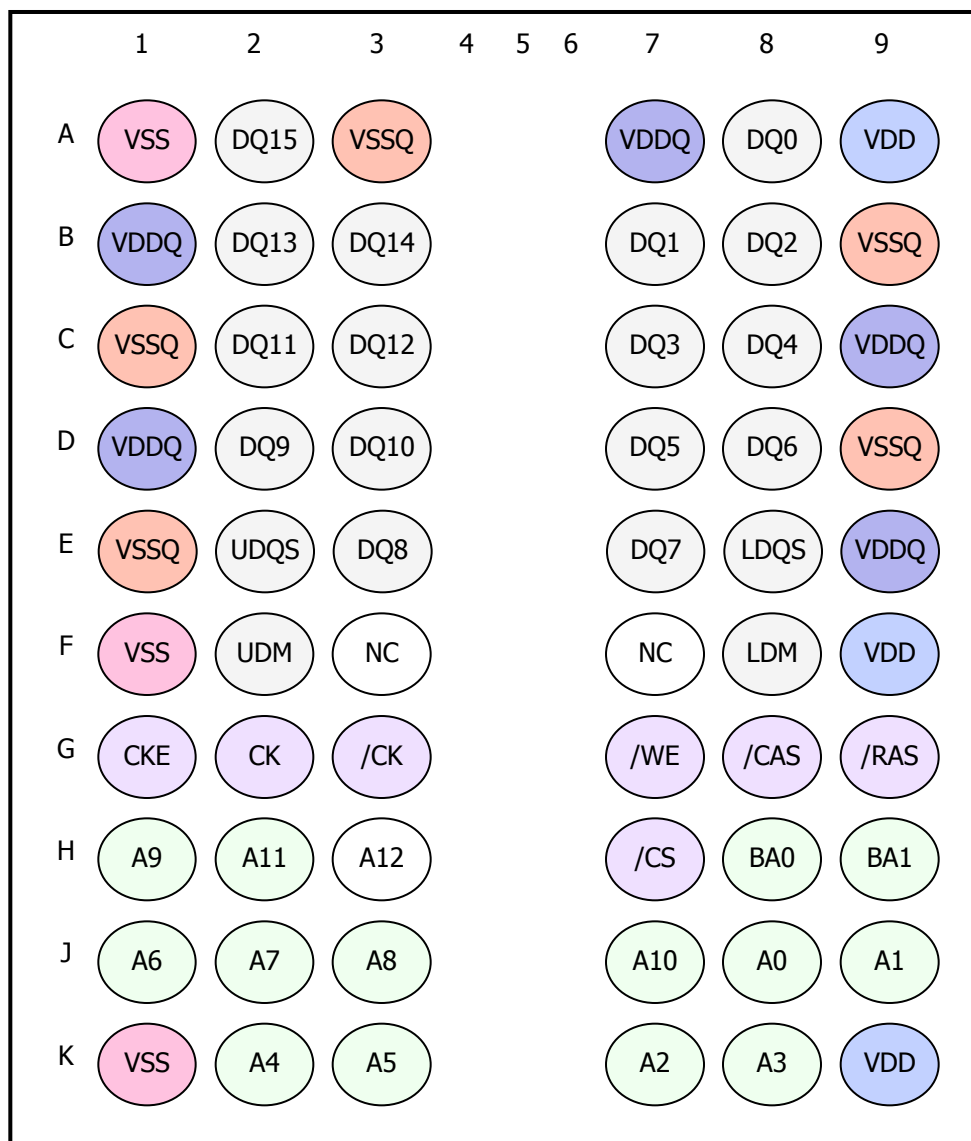 1 2 3 4 5 6 7 8 9
A VSS DQ15 VSSQ VDDQ DQ0 VDD
B VDDQ DQ13 DQ14 DQ1 DQ2 VSSQ
C VSSQ DQ11 DQ12 DQ3 DQ4 VDDQ
D VDDQ DQ9 DQ10 DQ5 DQ6 VSSQ
E VSSQ UDQS DQ8 DQ7 LDQS VDDQ
F VSS UDM NC NC LDM VDD
G CKE CK /CK /WE /CAS /RAS
H A9 A11 A12 /CS BA0 BA1
J A6 A7 A8 A10 A0 A1
K VSS A4 A5 A2 A3 VDD